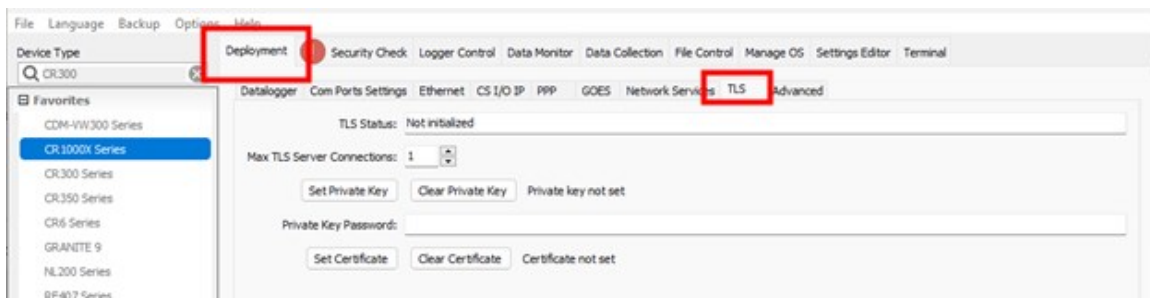 File Language Backup Options Help
Device Type
CR300
Favorites
CDM-VW300 Series
CR1000X Series
CR300 Series
CR350 Series
CR6 Series
GRANITE 9
NL200 Series
RF407 Series
Deployment Security Check Logger Control Data Monitor Data Collection File Control Manage OS Settings Editor Terminal
Datalogger Com Ports Settings Ethernet CS I/O IP PPP GOES Network Services TLS Advanced
TLS Status: Not initialized
Max TLS Server Connections: 1
Set Private Key Clear Private Key Private key not set
Private Key Password:
Set Certificate Clear Certificate Certificate not set